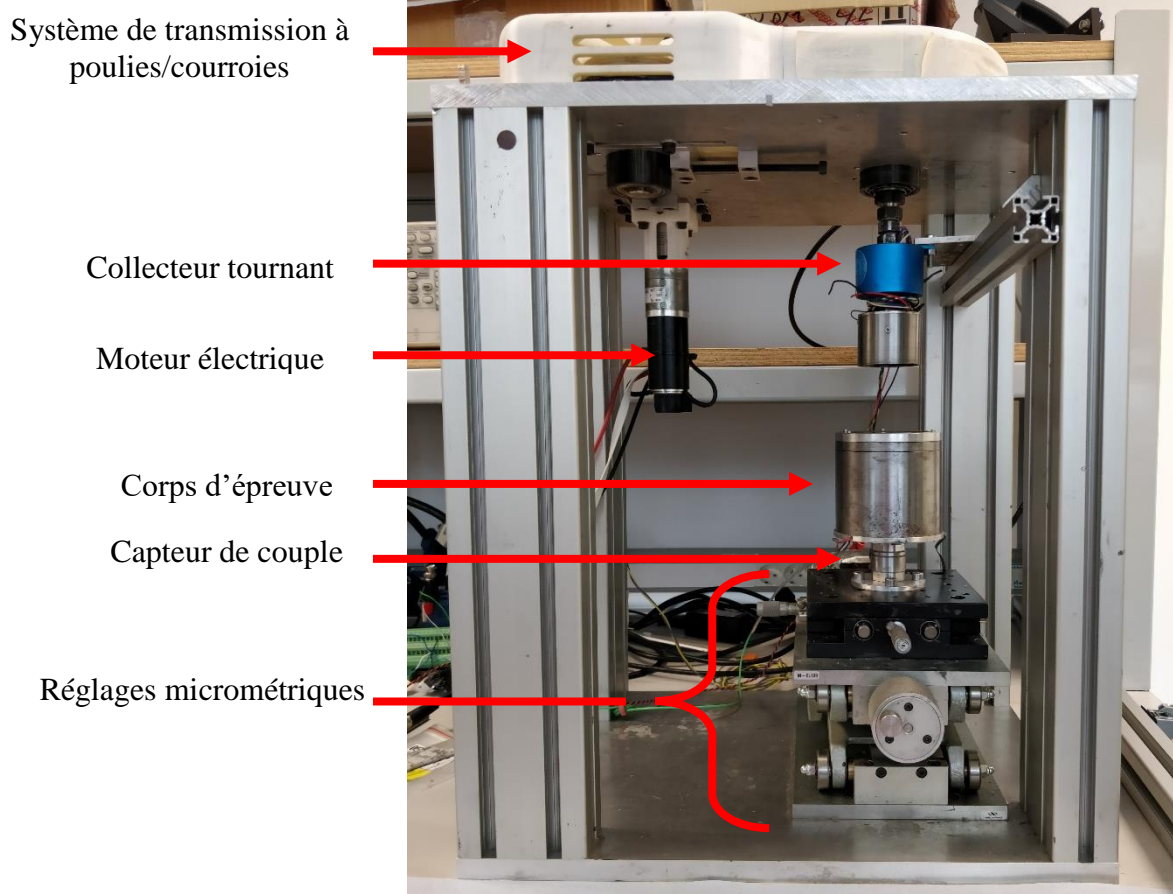 Système de transmission à
poulies/courroies
Collecteur tournant
Moteur électrique
Corps d'épreuve
Capteur de couple
Réglages micrométriques